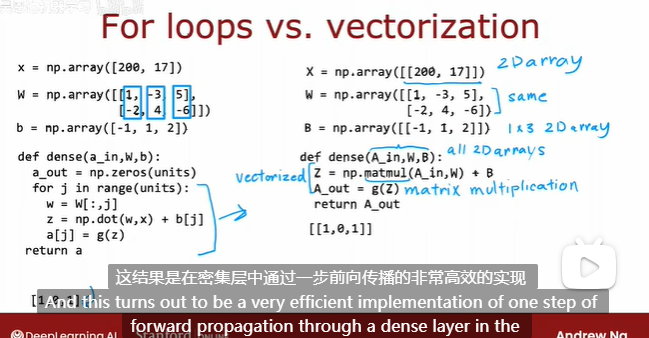 For loops vs. vectorization
x = np.array([200, 17])
W = np.array([[1, -3, 5],
[-2, 4, -6]])
b = np.array([-1, 1, 2])
def dense(a_in,W,b):
a_out = np.zeros(units)
for j in range(units):
w = W[:,j]
z = np.dot(w,x) + b[j]
a[j] = g(z)
return a
[1,0,1]
X = np.array([[200, 17]]) 2D array
W = np.array([[1, -3, 5],
[-2, 4, -6]]) same
B = np.array([[-1, 1, 2]]) 1x3 2D array
all 2D arrays
def dense(A_in,W,B):
vectorized Z = np.matmul(A_in,W) + B
A_out = g(Z) matrix multiplication
return A_out
[[1,0,1]]
这结果是在密集层中通过一步前向传播的非常高效的实现
And this turns out to be a very efficient implementation of one step of
forward propagation through a dense layer in the
DeepLearning.AI Stanford ONLINE Andrew Ng